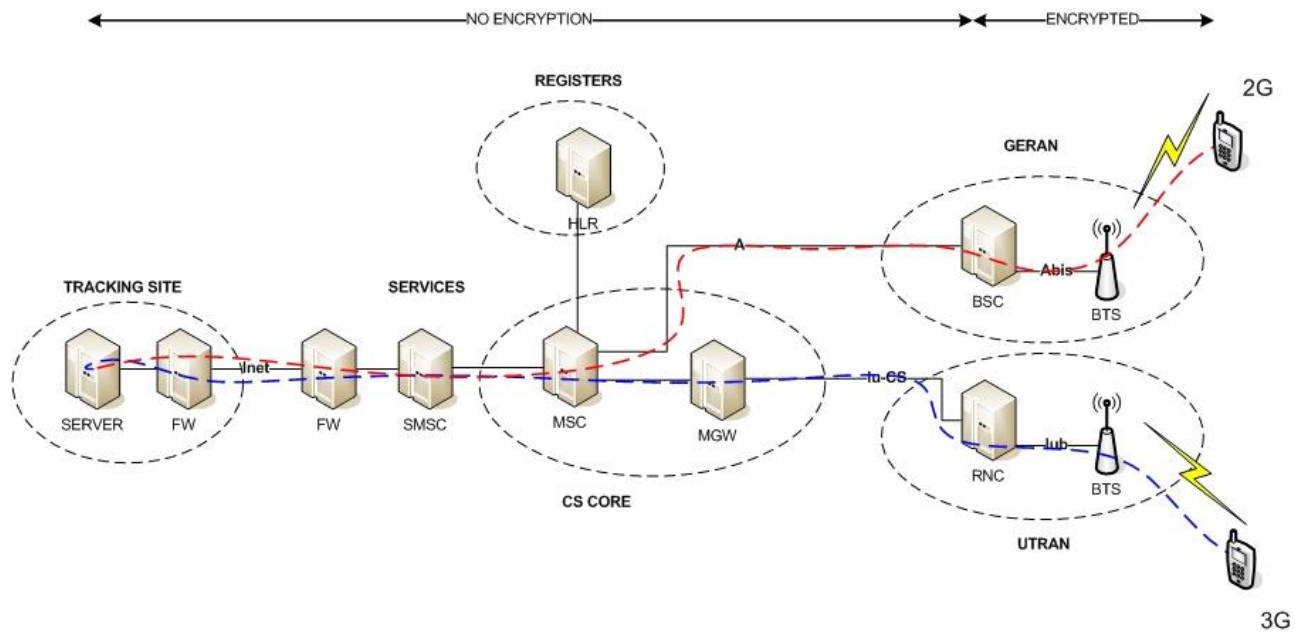 NO ENCRYPTION
ENCRYPTED
REGISTERS
2G
GERAN
HLR
A
Abis
BSC
BTS
TRACKING SITE
SERVICES
Inet
Iu-CS
SERVER
FW
FW
SMSC
MSC
MGW
Iub
RNC
BTS
CS CORE
UTRAN
3G